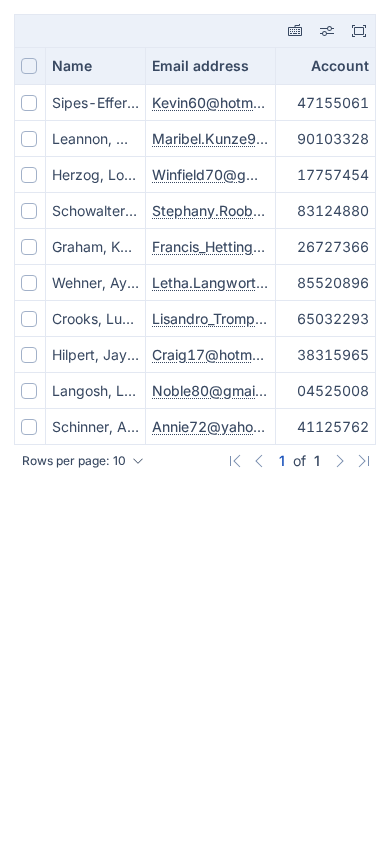 Name Email address Account
Sipes-Effer... Kevin60@hotm... 47155061
Leannon, ... Maribel.Kunze9... 90103328
Herzog, Lo... Winfield70@g... 17757454
Schowalter... Stephany.Roob... 83124880
Graham, K... Francis_Hetting... 26727366
Wehner, Ay... Letha.Langwort... 85520896
Crooks, Lu... Lisandro_Tromp... 65032293
Hilpert, Jay... Craig17@hotm... 38315965
Langosh, L... Noble80@gmai... 04525008
Schinner, A... Annie72@yaho... 41125762
Rows per page: 10 1 of 1